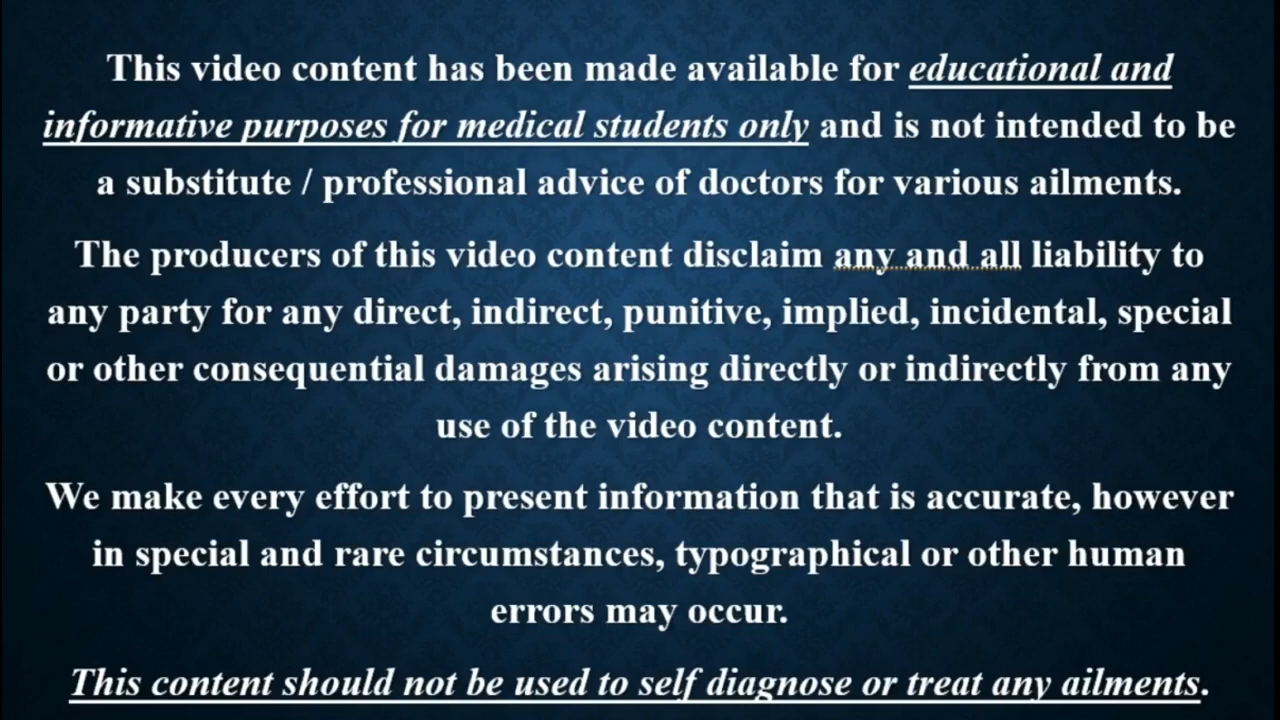 This video content has been made available for educational and
informative purposes for medical students only and is not intended to be
a substitute / professional advice of doctors for various ailments.
The producers of this video content disclaim any and all liability to
any party for any direct, indirect, punitive, implied, incidental, special
or other consequential damages arising directly or indirectly from any
use of the video content.
We make every effort to present information that is accurate, however
in special and rare circumstances, typographical or other human
errors may occur.
This content should not be used to self diagnose or treat any ailments.